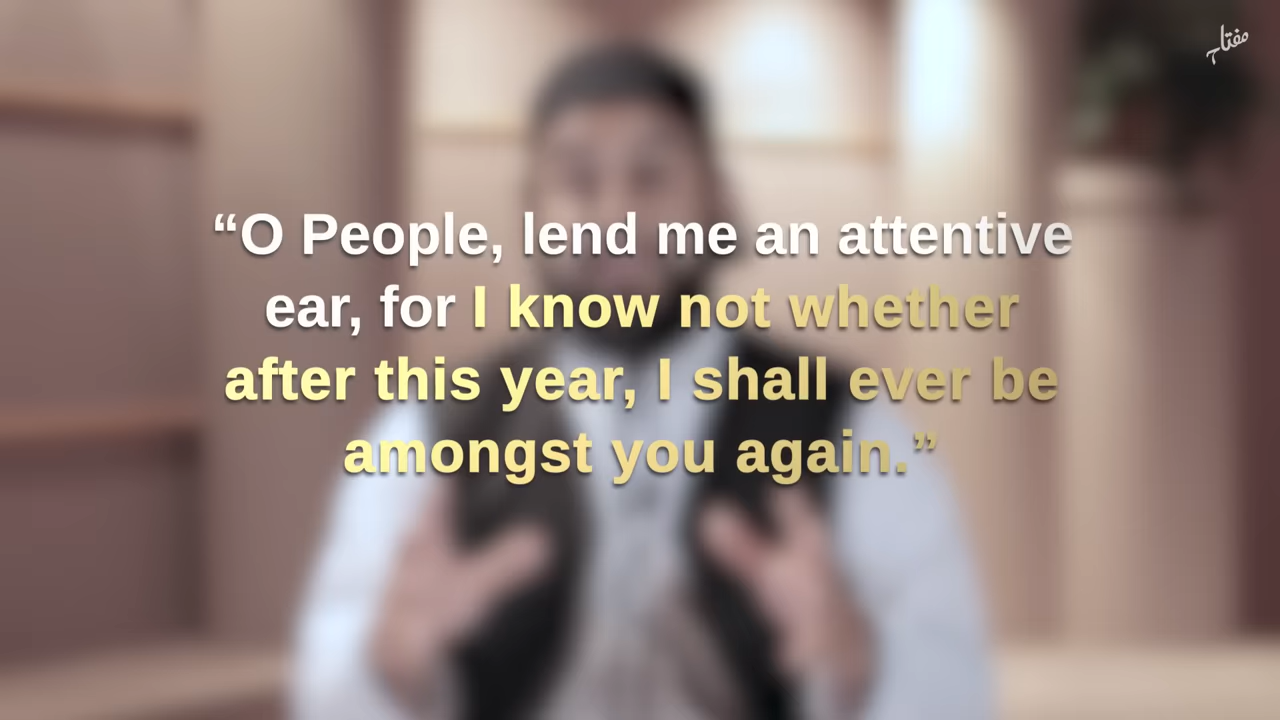 مفتاح
“O People, lend me an attentive
ear, for I know not whether
after this year, I shall ever be
amongst you again.”